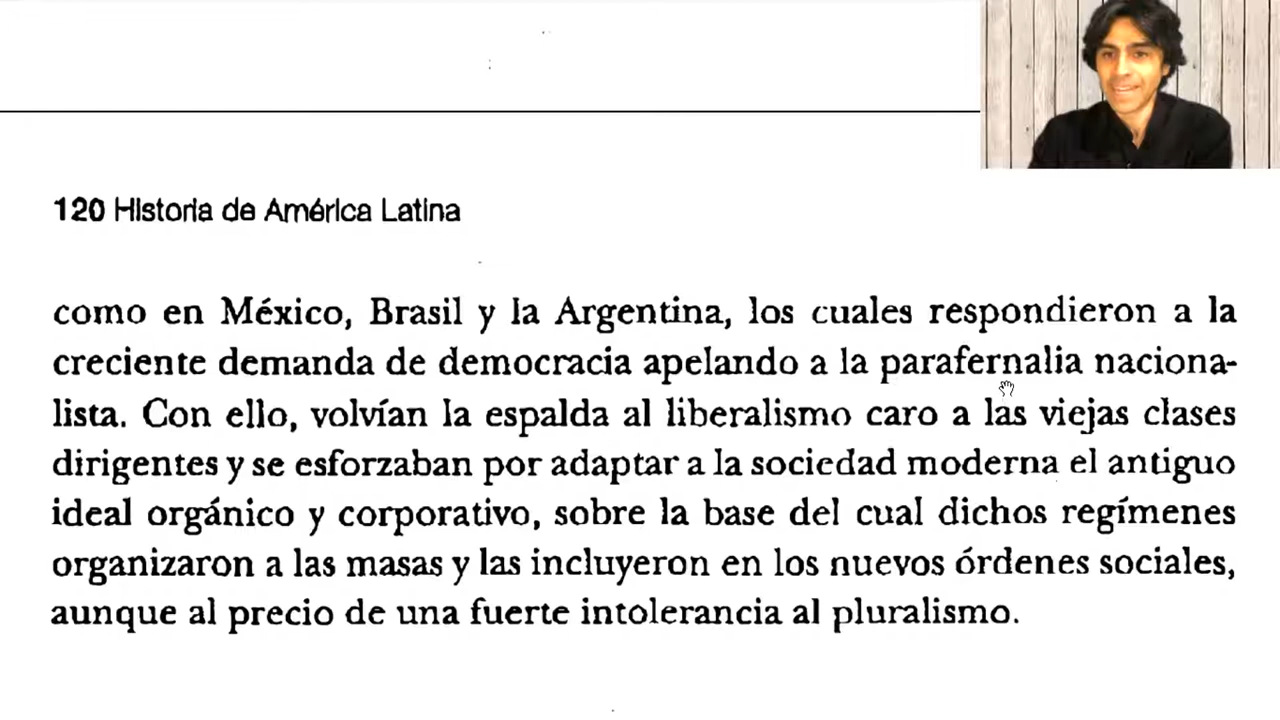 120 Historia de América Latina
como en México, Brasil y la Argentina, los cuales respondieron a la
creciente demanda de democracia apelando a la parafernalia naciona-
lista. Con ello, volvían la espalda al liberalismo caro a las viejas clases
dirigentes y se esforzaban por adaptar a la sociedad moderna el antiguo
ideal orgánico y corporativo, sobre la base del cual dichos regímenes
organizaron a las masas y las incluyeron en los nuevos órdenes sociales,
aunque al precio de una fuerte intolerancia al pluralismo.